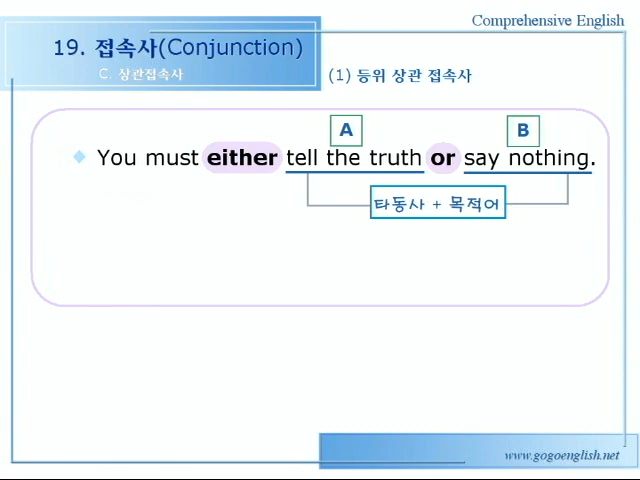 Comprehensive English
19. 접속사(Conjunction)
C. 상관접속사
(1) 등위 상관 접속사
A
B
You must either tell the truth or say nothing.
타동사 + 목적어
www.gogoenglish.net